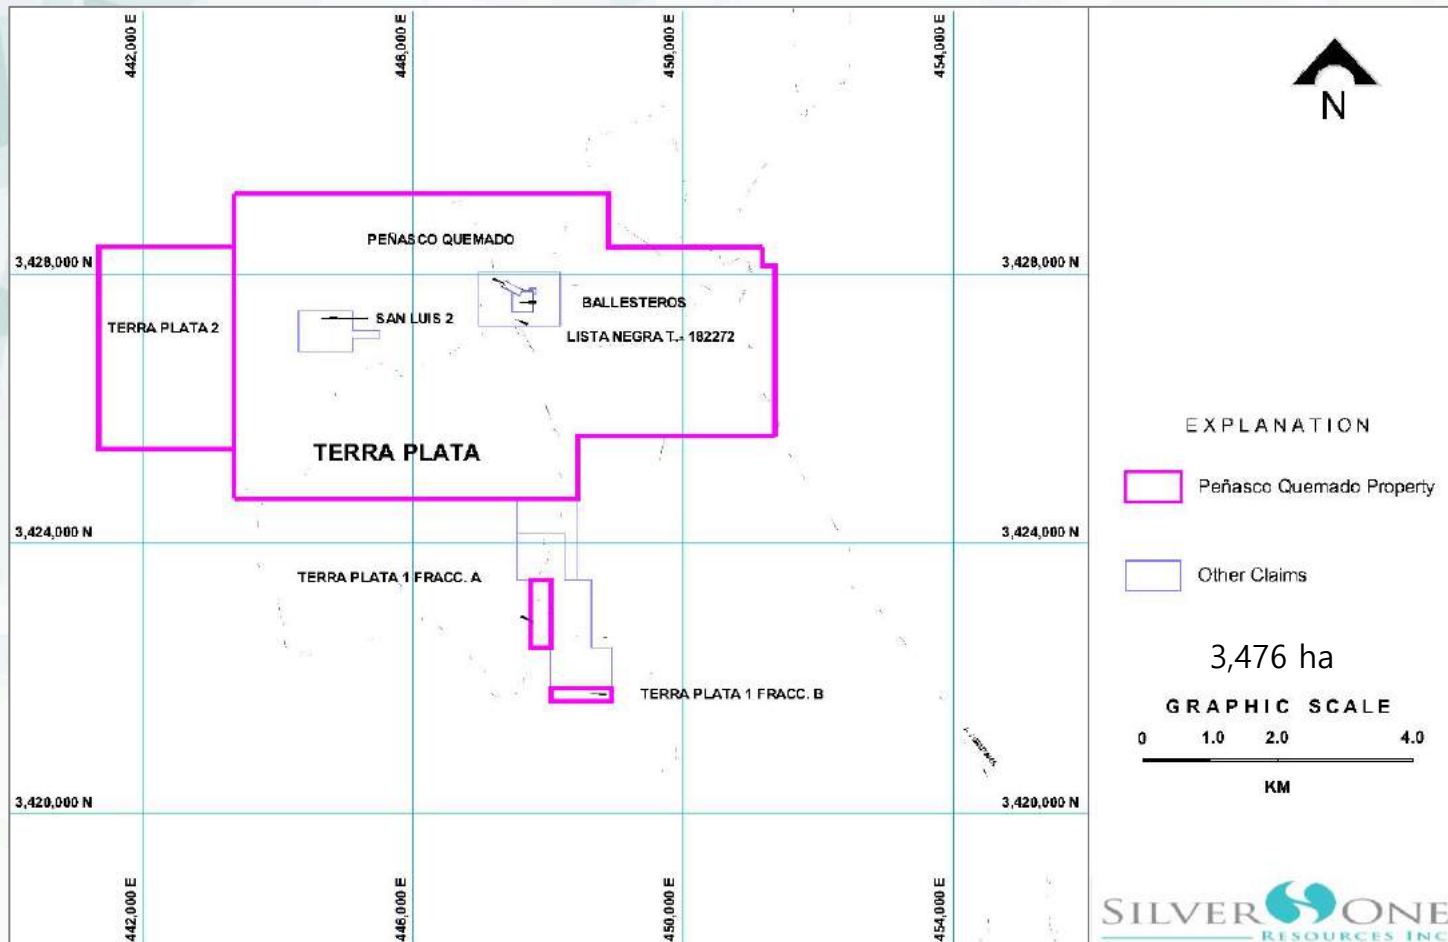 442,000 E
446,000 E
450,000 E
454,000 E
N
PEÑASCO QUEMADO
3,428,000 N
3,428,000 N
BALLESTEROS
SAN LUIS 2
TERRA PLATA 2
LISTA NEGRA T.- 182272
TERRA PLATA
EXPLANATION
Peñasco Quemado Property
3,424,000 N
3,424,000 N
TERRA PLATA 1 FRACC. A
Other Claims
3,476 ha
TERRA PLATA 1 FRACC. B
GRAPHIC SCALE
0 1.0 2.0 4.0
KM
3,420,000 N
3,420,000 N
442,000 E
446,000 E
450,000 E
454,000 E
SILVER ONE
RESOURCES INC